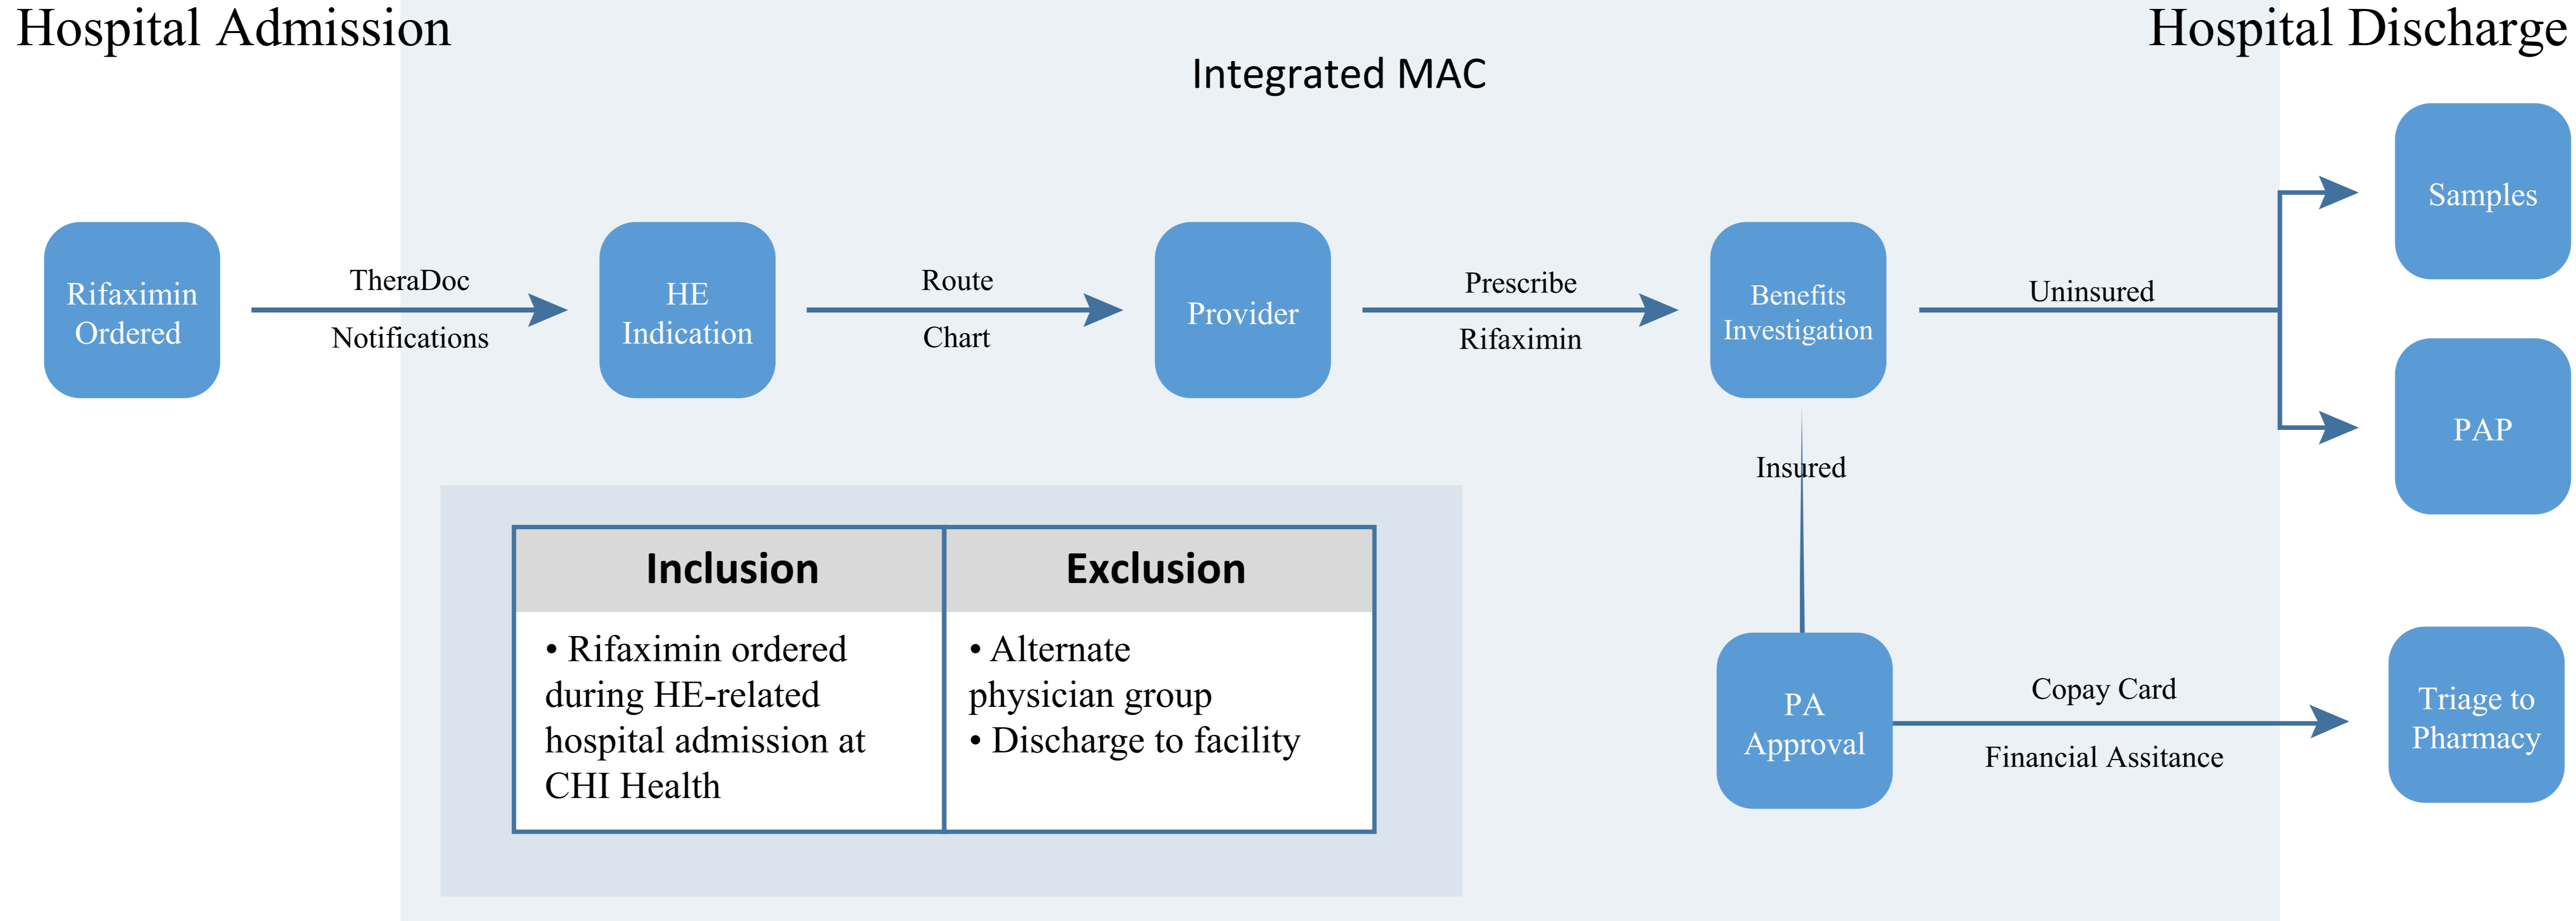 Hospital Admission
Hospital Discharge
Integrated MAC
Rifaximin
Ordered
TheraDoc
Notifications
HE
Indication
Route
Chart
Provider
Prescribe
Rifaximin
Benefits
Investigation
Uninsured
Samples
PAP
Insured
PA
Approval
Copay Card
Financial Assitance
Triage to
Pharmacy
Inclusion
• Rifaximin ordered
during HE-related
hospital admission at
CHI Health
Exclusion
• Alternate
physician group
• Discharge to facility